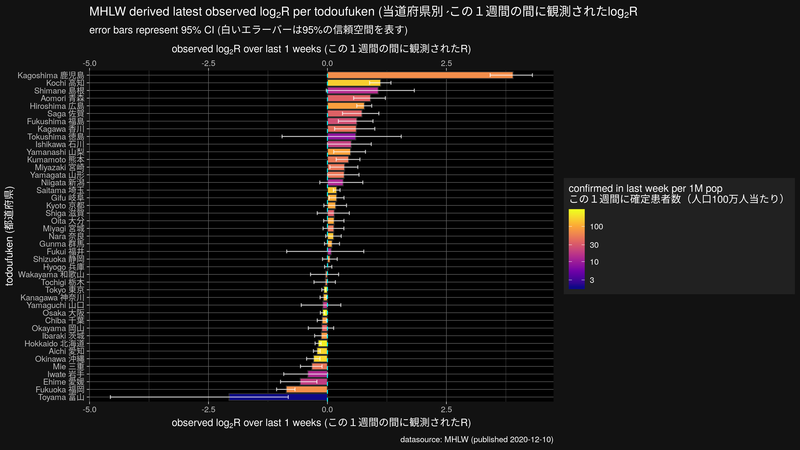 MHLW derived latest observed log₂R per todoufuken (当道府県別 ·この１週間の間に観測されたlog₂R
error bars represent 95% CI (白いエラーバーは95%の信頼空間を表す)
observed log₂R over last 1 weeks (この１週間の間に観測されたR)
-5.0 -2.5 0.0 2.5
todoufuken (都道府県)
Kagoshima 鹿児島
Kochi 高知
Shimane 島根
Aomori 青森
Hiroshima 広島
Saga 佐賀
Fukushima 福島
Kagawa 香川
Tokushima 徳島
Ishikawa 石川
Yamanashi 山梨
Kumamoto 熊本
Miyazaki 宮崎
Yamagata 山形
Niigata 新潟
Saitama 埼玉
Gifu 岐阜
Kyoto 京都
Shiga 滋賀
Oita 大分
Miyagi 宮城
Nara 奈良
Gunma 群馬
Fukui 福井
Shizuoka 静岡
Hyogo 兵庫
Wakayama 和歌山
Tochigi 栃木
Tokyo 東京
Kanagawa 神奈川
Yamaguchi 山口
Osaka 大阪
Chiba 千葉
Okayama 岡山
Ibaraki 茨城
Hokkaido 北海道
Aichi 愛知
Okinawa 沖縄
Mie 三重
Iwate 岩手
Ehime 愛媛
Fukuoka 福岡
Toyama 富山
-5.0 -2.5 0.0 2.5
observed log₂R over last 1 weeks (この１週間の間に観測されたR)
confirmed in last week per 1M pop
この１週間に確定患者数（人口100万人当たり）
100
30
10
3
datasource: MHLW (published 2020-12-10)